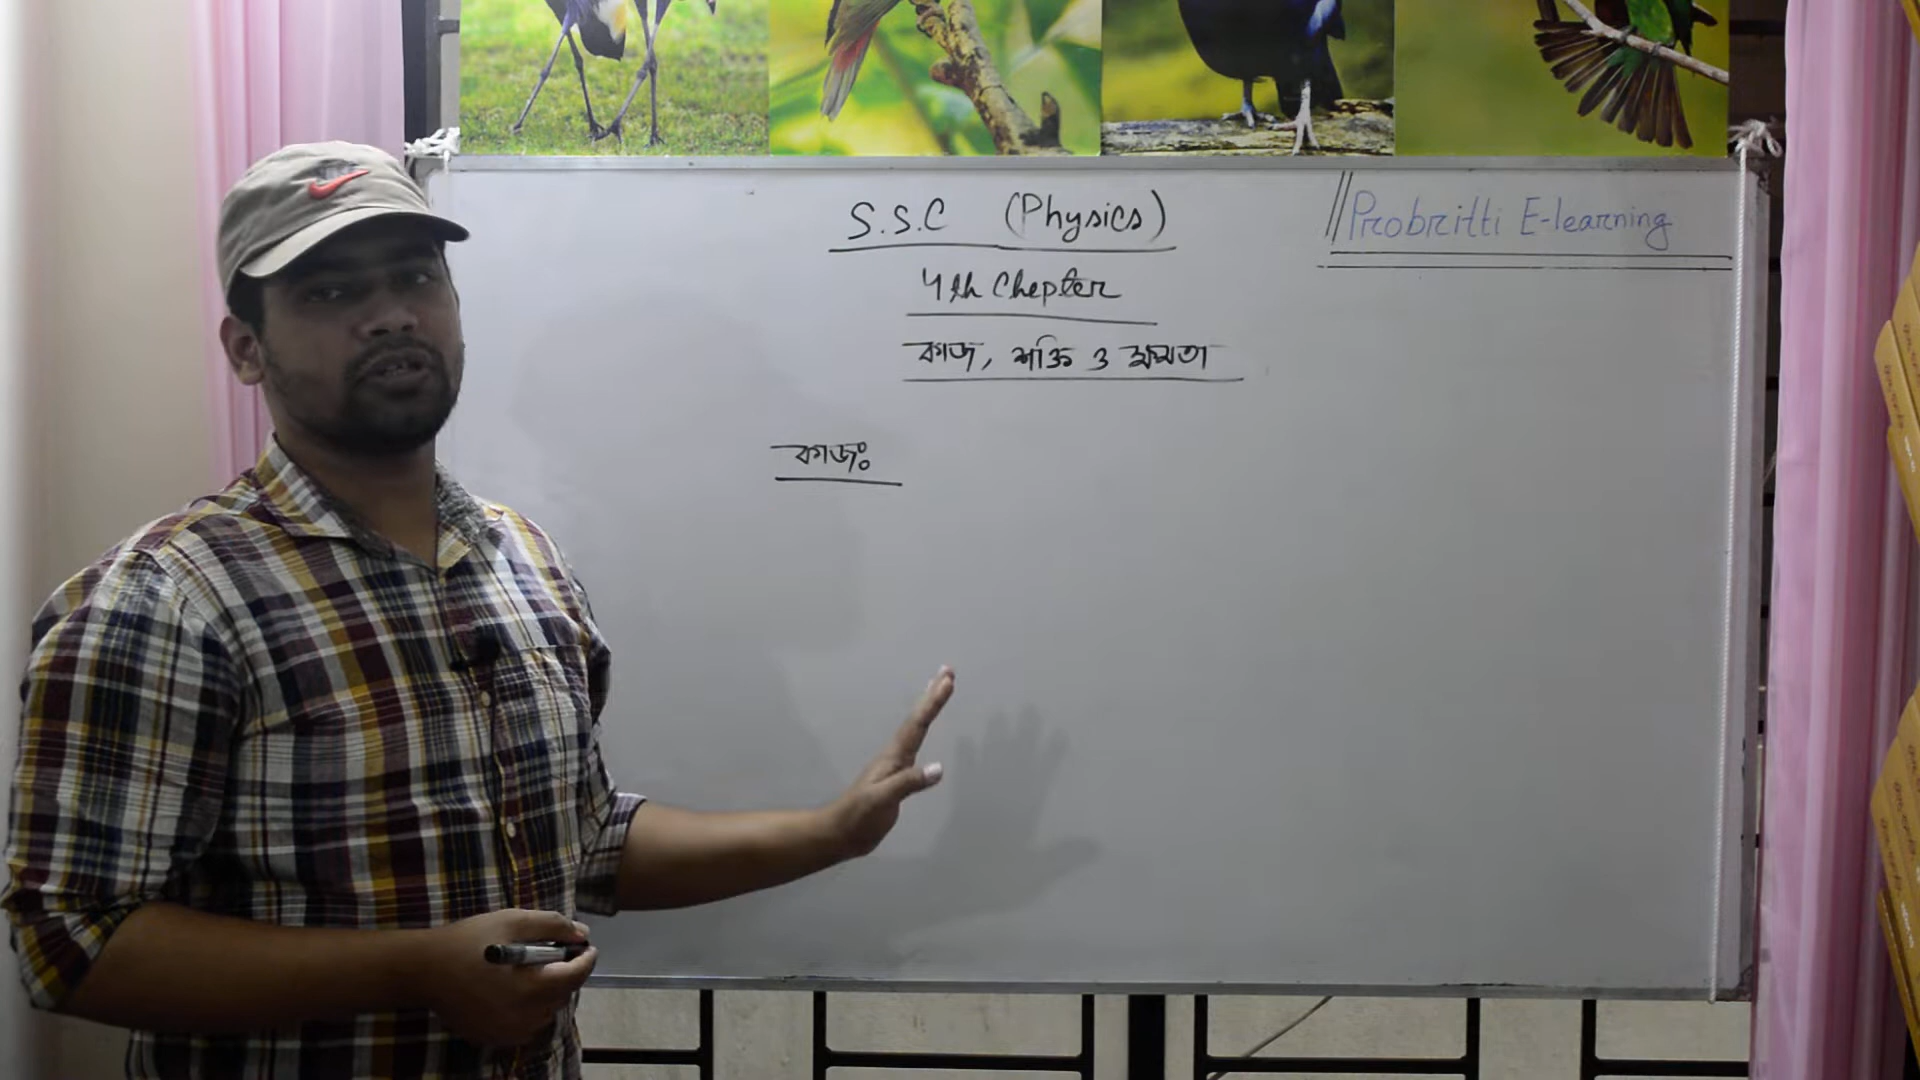 S.S.C (Physics)
4th Chepter
কাজ, শক্তি ও ক্ষমতা
কাজঃ
Probritti E-learning